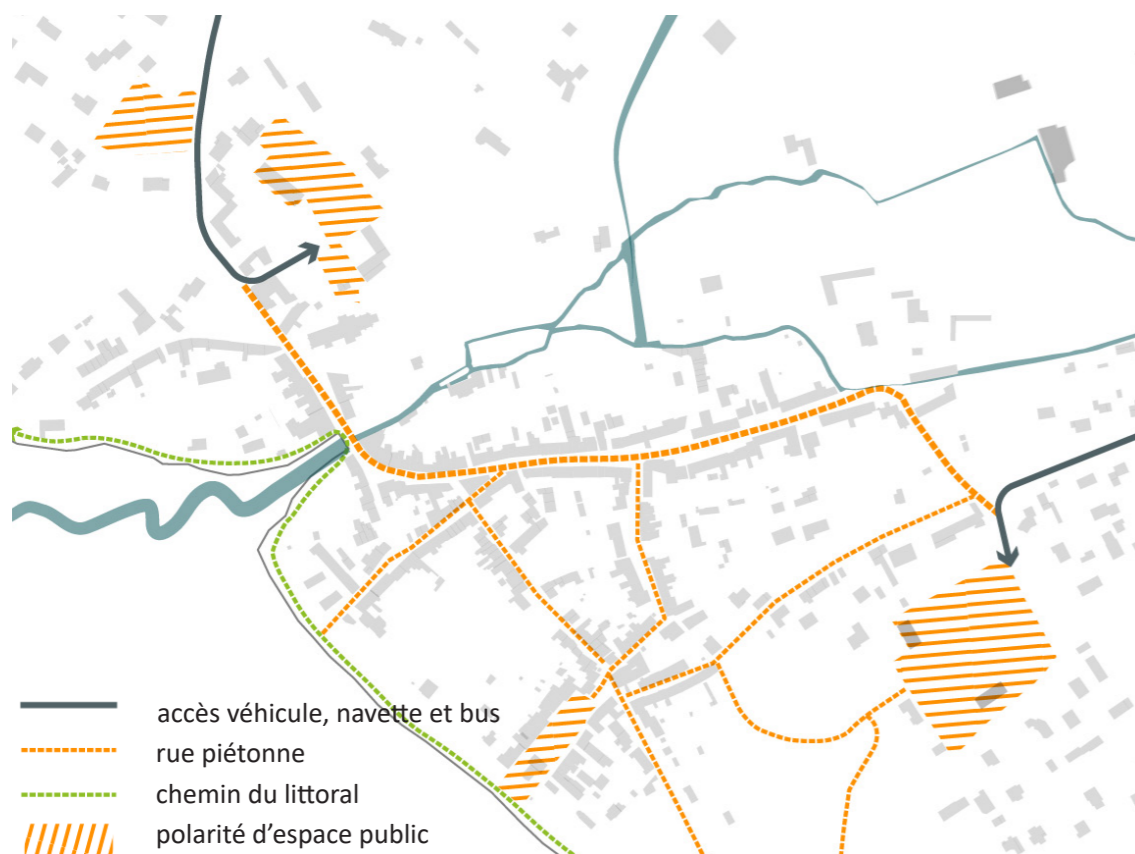 accès véhicule, navette et bus
rue piétonne
chemin du littoral
polarité d'espace public